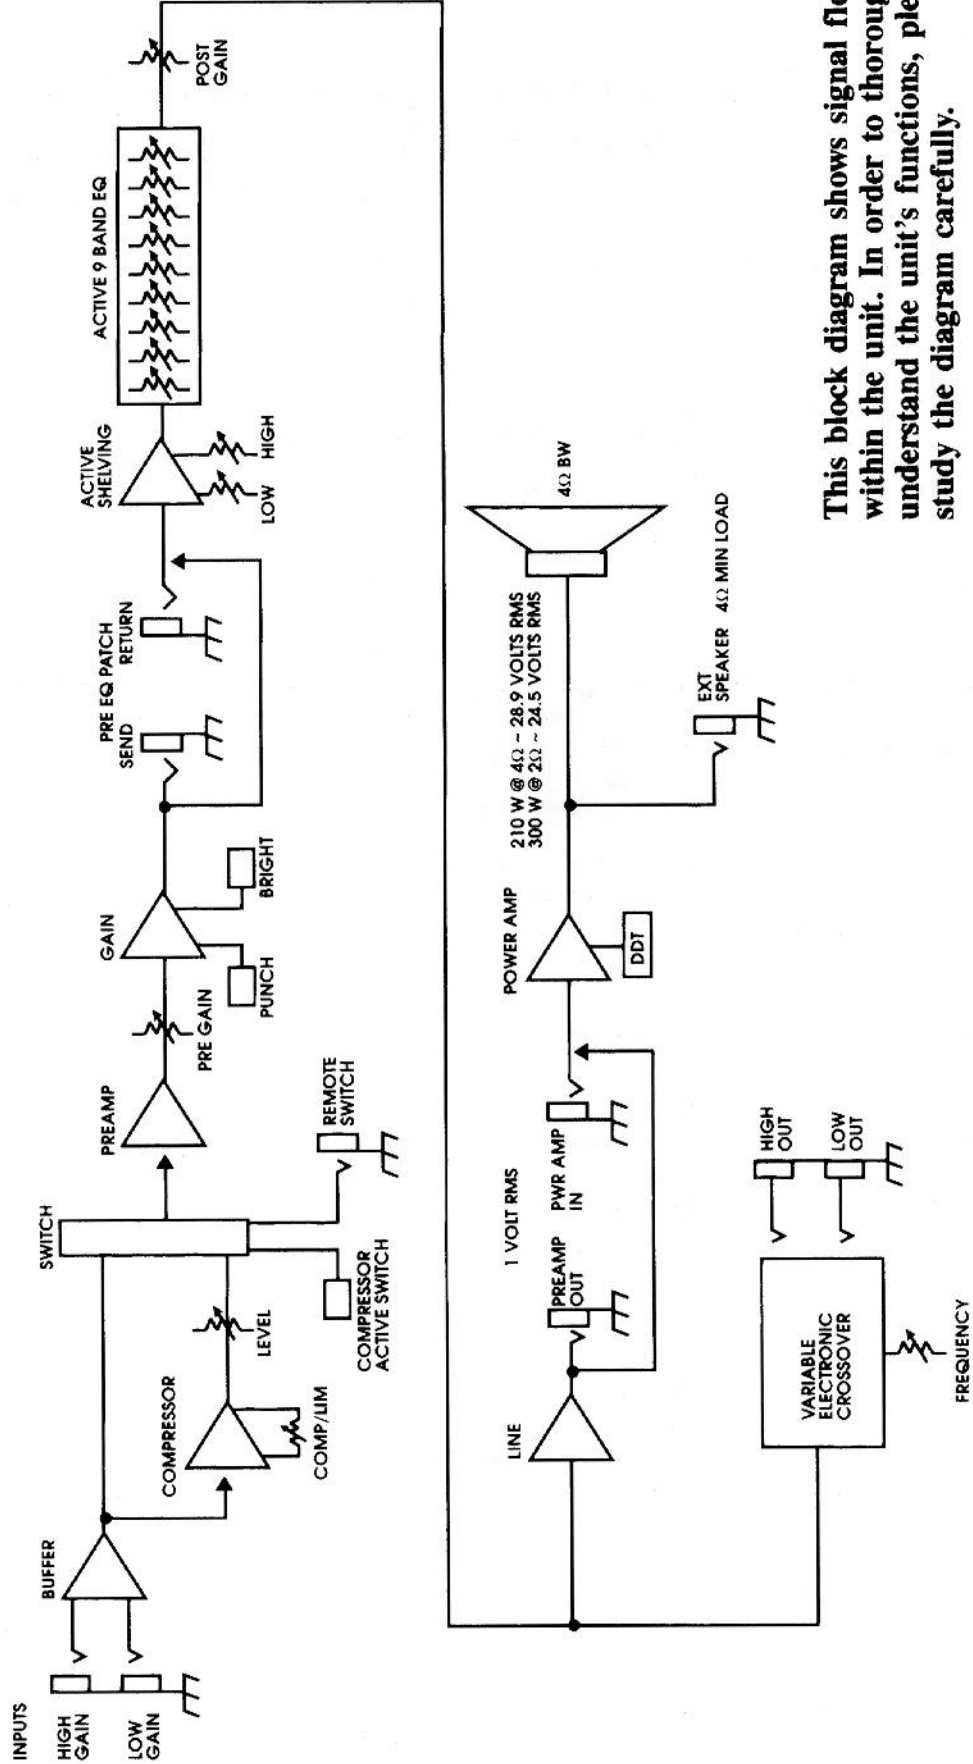 INPUTS
HIGH
GAIN
LOW
GAIN
BUFFER
COMPRESSOR
COMP/LIM
LEVEL
SWITCH
COMPRESSOR
ACTIVE SWITCH
REMOTE
SWITCH
PREAMP
PRE GAIN
GAIN
PUNCH
BRIGHT
PRE EQ PATCH
SEND
RETURN
ACTIVE
SHELVING
LOW
HIGH
ACTIVE 9 BAND EQ
POST
GAIN
LINE
1 VOLT RMS
PREAMP
OUT
PWR AMP
IN
POWER AMP
DDT
210 W @ 4Ω ~ 28.9 VOLTS RMS
300 W @ 2Ω ~ 24.5 VOLTS RMS
4Ω BW
EXT
SPEAKER 4Ω MIN LOAD
VARIABLE
ELECTRONIC
CROSSOVER
FREQUENCY
HIGH
OUT
LOW
OUT
This block diagram shows signal flo
within the unit. In order to thoroug
understand the unit's functions, ple
study the diagram carefully.